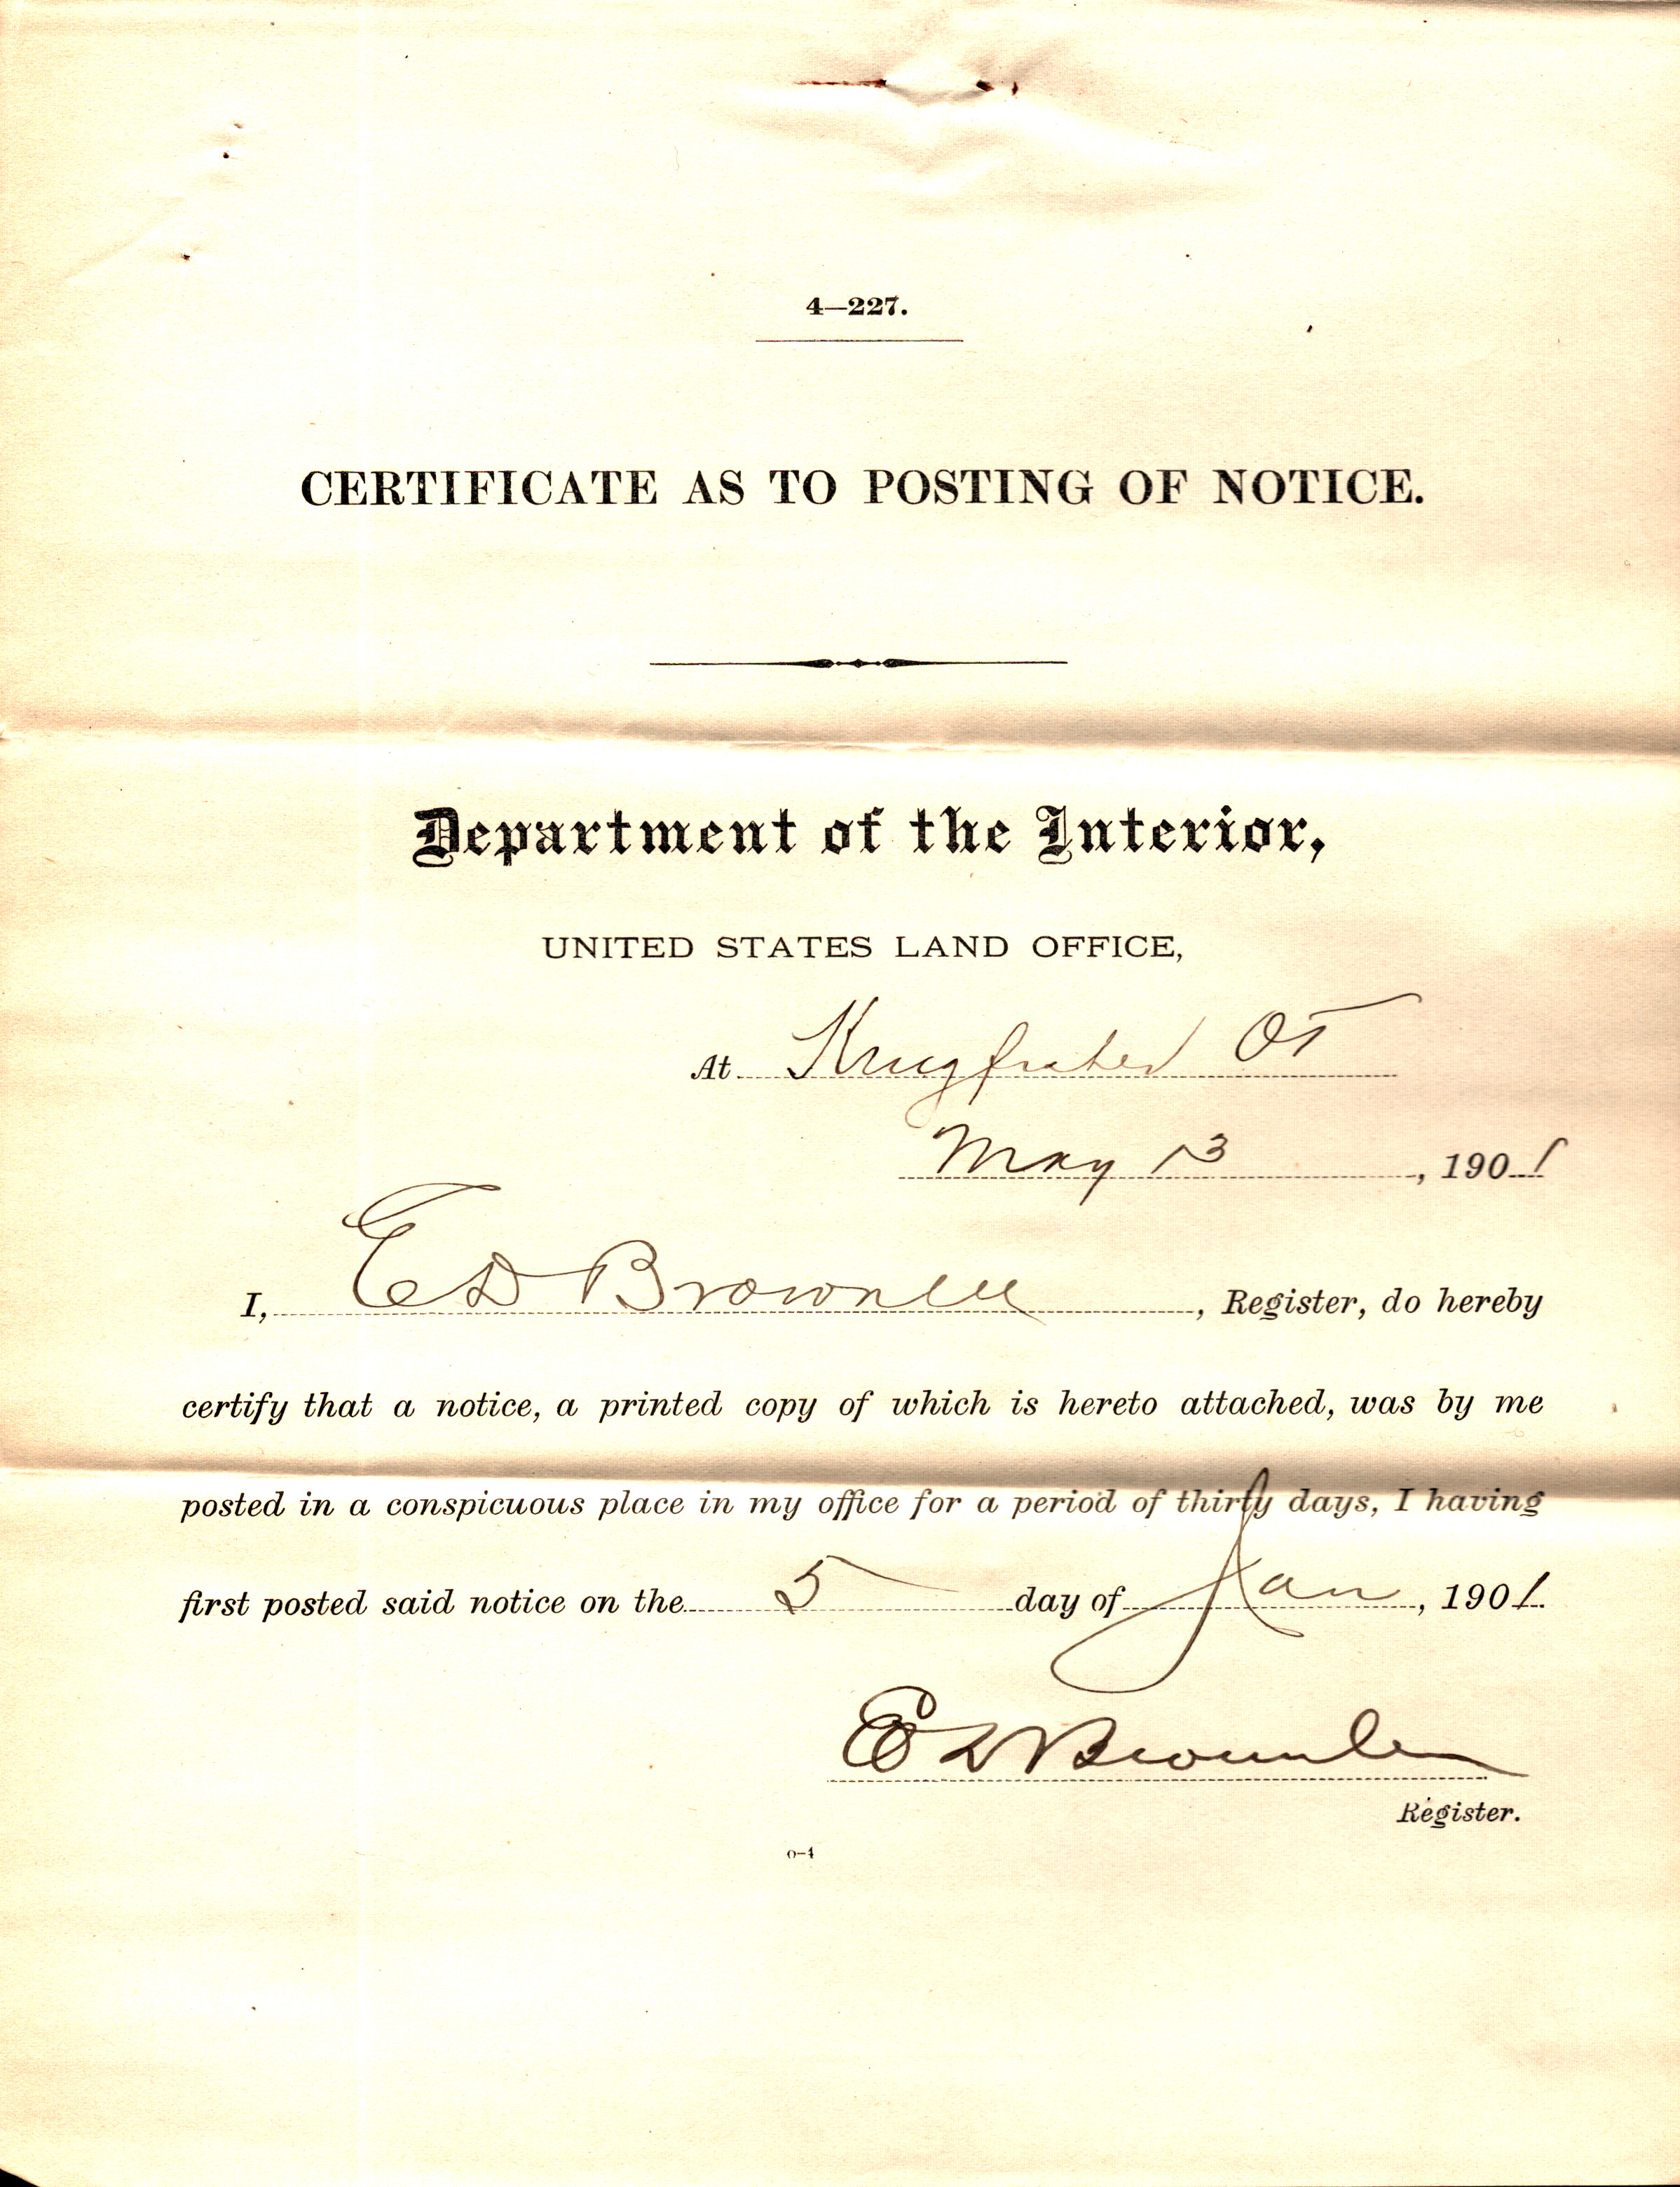 4—227.
CERTIFICATE AS TO POSTING OF NOTICE.
Department of the Interior,
UNITED STATES LAND OFFICE,
At Kingfisher OT
May 13, 1901
I, E D Brownlee, Register, do hereby
certify that a notice, a printed copy of which is hereto attached, was by me
posted in a conspicuous place in my office for a period of thirty days, I having
first posted said notice on the 5 day of Jan, 1901.
E D Brownlee
Register.
o-4